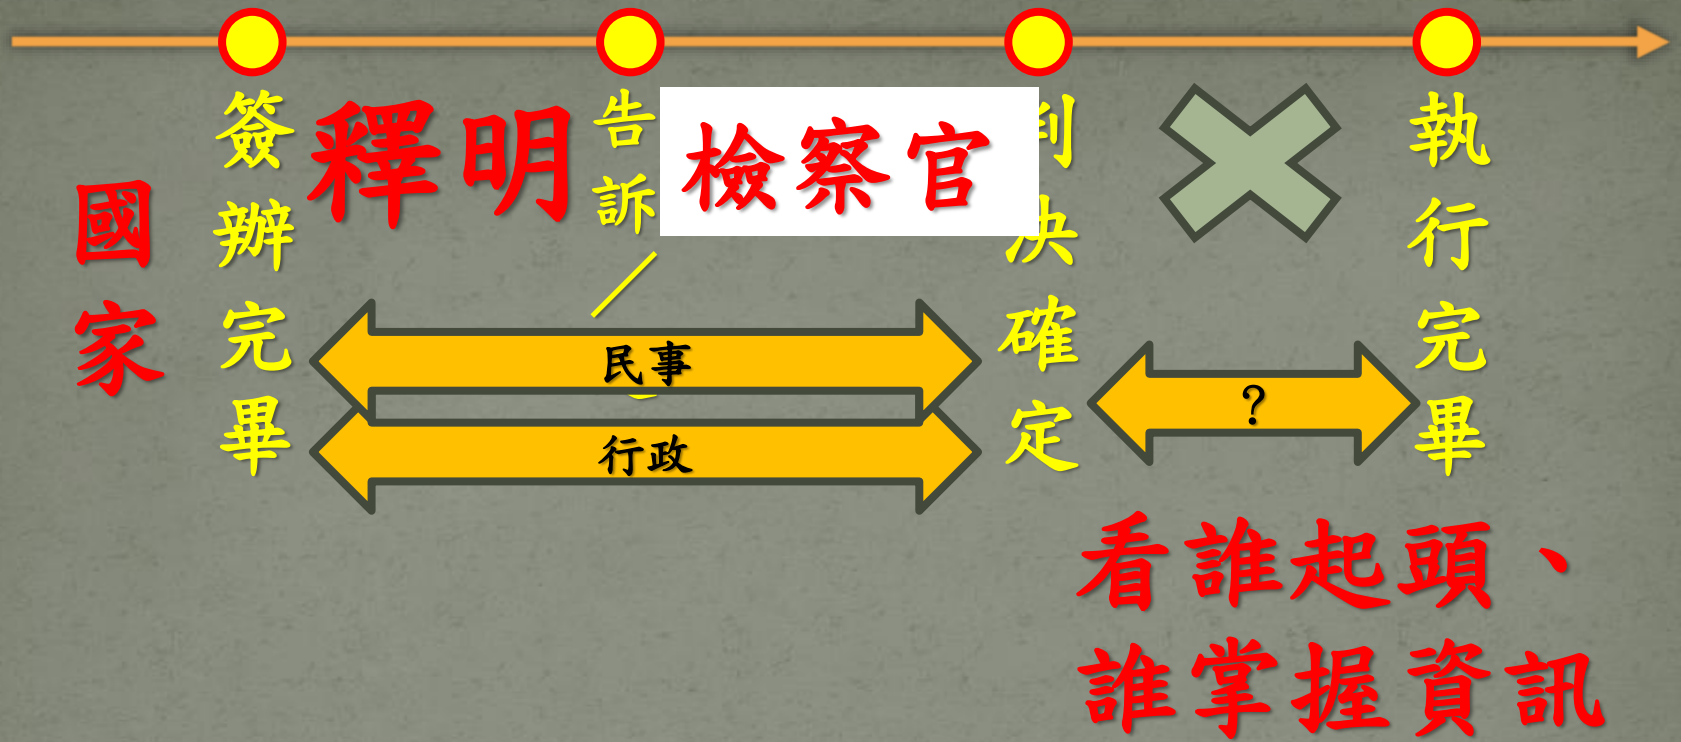 國家
簽辦完畢
釋明
告訴／
檢察官
判決確定
執行完畢
民事
行政
?
看誰起頭、
誰掌握資訊